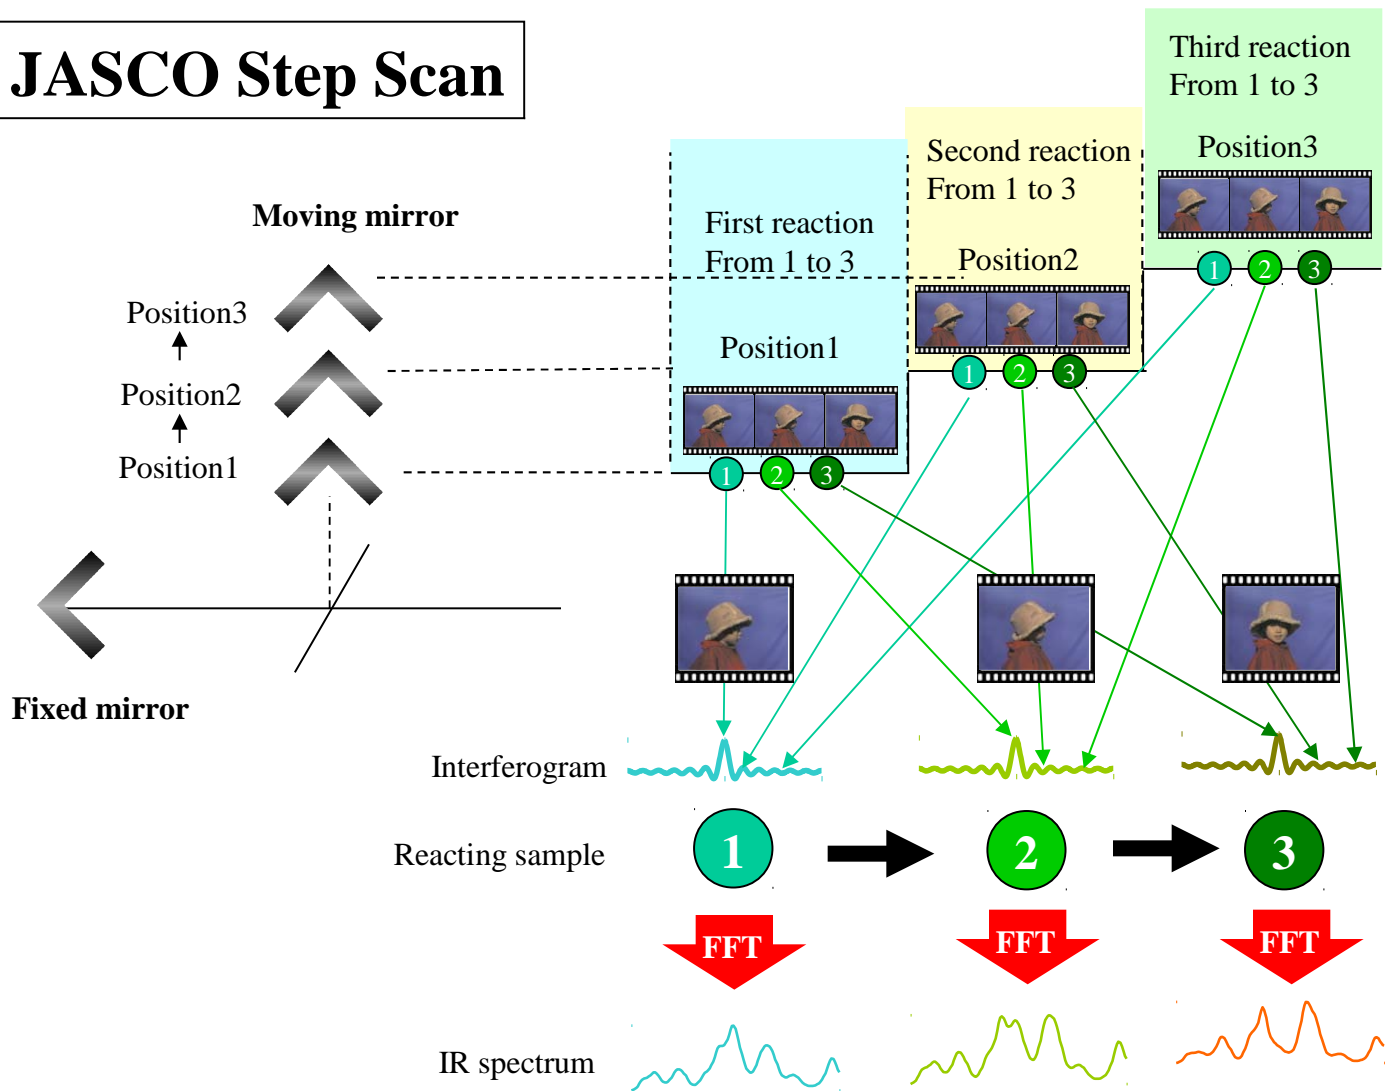 JASCO Step Scan
Third reaction
From 1 to 3
Position3
Second reaction
From 1 to 3
Position2
First reaction
From 1 to 3
Position1
Moving mirror
Position3
Position2
Position1
Fixed mirror
1 2 3
1 2 3
1 2 3
Interferogram
Reacting sample
1 2 3
FFT FFT FFT
IR spectrum